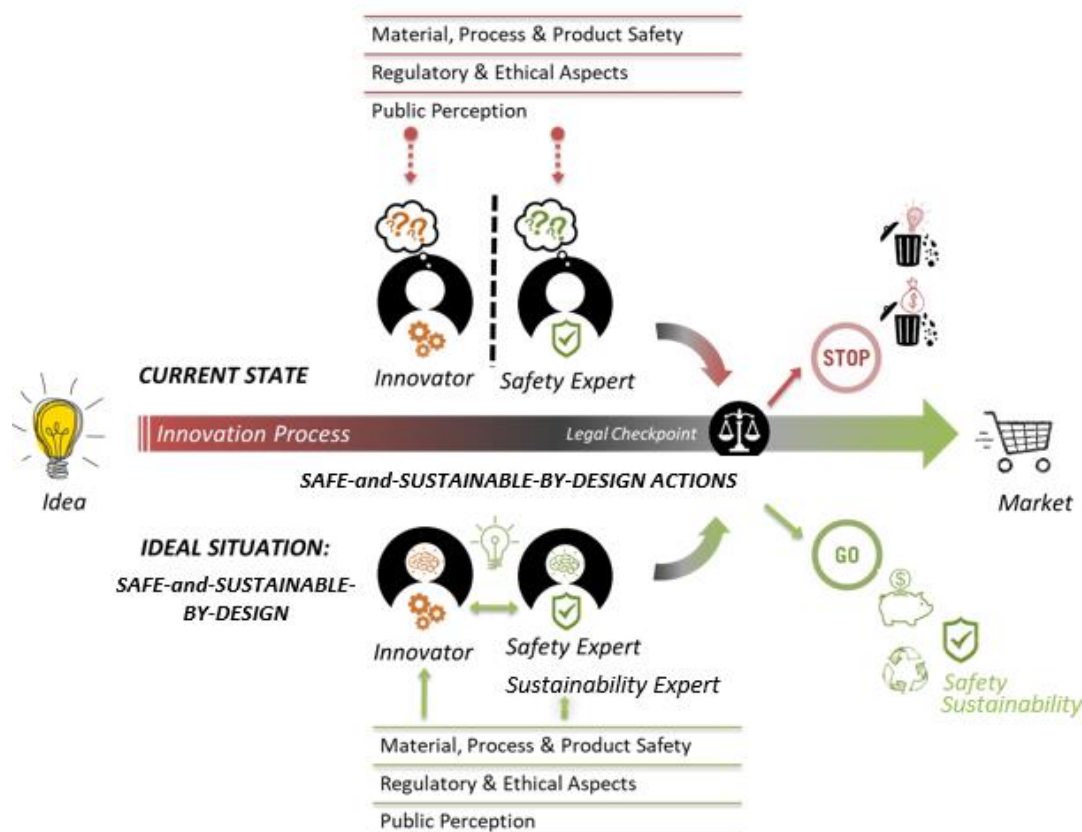 Material, Process & Product Safety
Regulatory & Ethical Aspects
Public Perception
???
???
CURRENT STATE
Innovator
Safety Expert
STOP
$
Innovation Process
Legal Checkpoint
Idea
Market
SAFE-and-SUSTAINABLE-BY-DESIGN ACTIONS
IDEAL SITUATION:
SAFE-and-SUSTAINABLE-
BY-DESIGN
Innovator
Safety Expert
Sustainability Expert
GO
$
Safety
Sustainability
Material, Process & Product Safety
Regulatory & Ethical Aspects
Public Perception